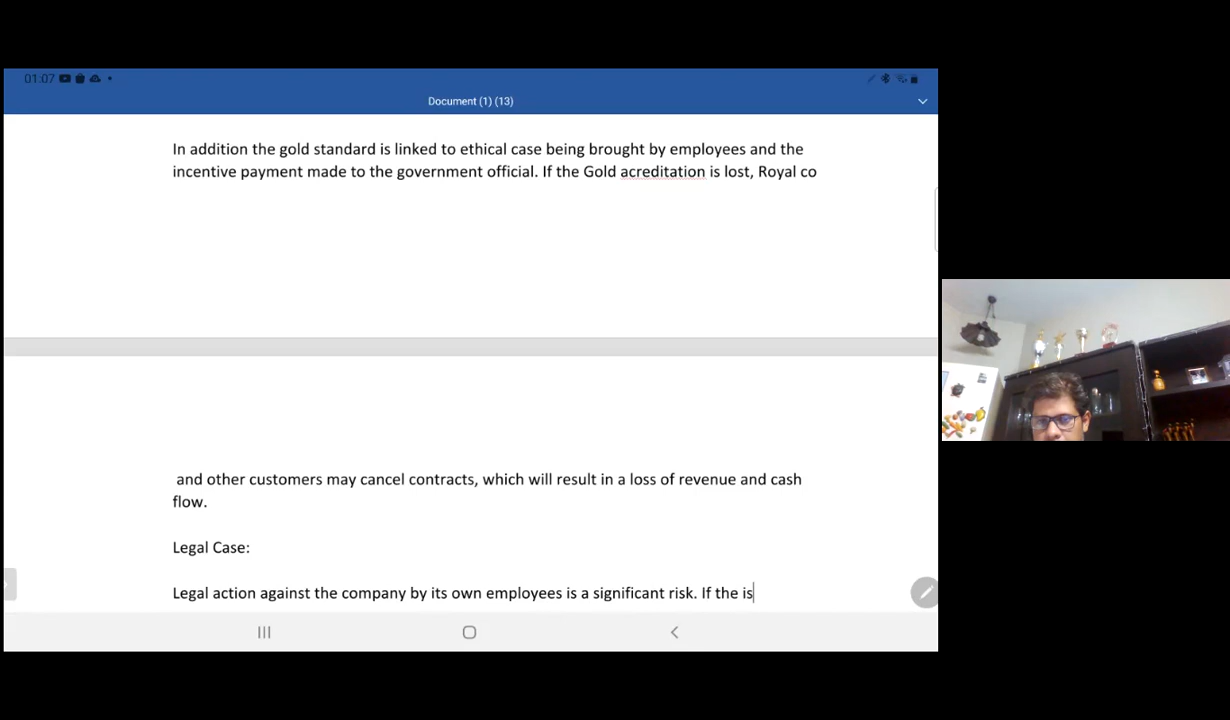 01:07
Document (1) (13)
In addition the gold standard is linked to ethical case being brought by employees and the
incentive payment made to the government official. If the Gold acreditation is lost, Royal co
and other customers may cancel contracts, which will result in a loss of revenue and cash
flow.
Legal Case:
Legal action against the company by its own employees is a significant risk. If the is